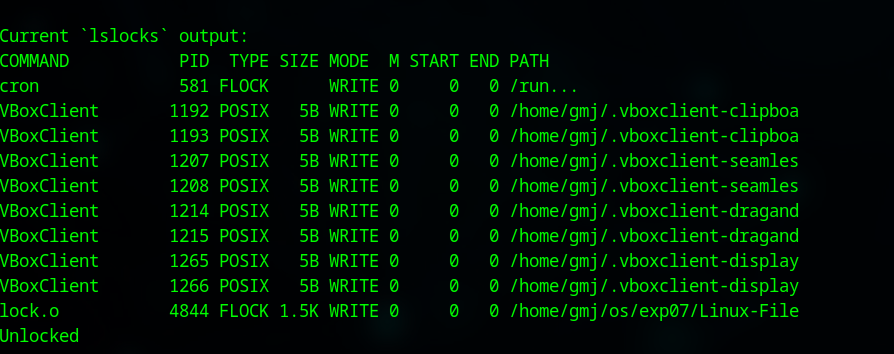 Current `lslocks` output:
COMMAND           PID  TYPE SIZE MODE  M START END PATH
cron              581 FLOCK      WRITE 0     0   0 /run...
VBoxClient       1192 POSIX   5B WRITE 0     0   0 /home/gmj/.vboxclient-clipboa
VBoxClient       1193 POSIX   5B WRITE 0     0   0 /home/gmj/.vboxclient-clipboa
VBoxClient       1207 POSIX   5B WRITE 0     0   0 /home/gmj/.vboxclient-seamles
VBoxClient       1208 POSIX   5B WRITE 0     0   0 /home/gmj/.vboxclient-seamles
VBoxClient       1214 POSIX   5B WRITE 0     0   0 /home/gmj/.vboxclient-dragand
VBoxClient       1215 POSIX   5B WRITE 0     0   0 /home/gmj/.vboxclient-dragand
VBoxClient       1265 POSIX   5B WRITE 0     0   0 /home/gmj/.vboxclient-display
VBoxClient       1266 POSIX   5B WRITE 0     0   0 /home/gmj/.vboxclient-display
lock.o           4844 FLOCK 1.5K WRITE 0     0   0 /home/gmj/os/exp07/Linux-File
Unlocked